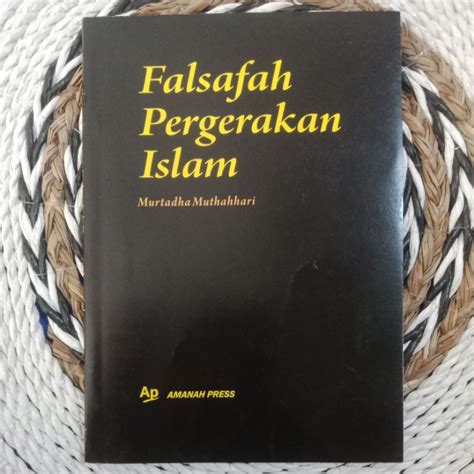 Falsafah
Pergerakan
Islam
Murtadha Muthahhari
Ap AMANAH PRESS